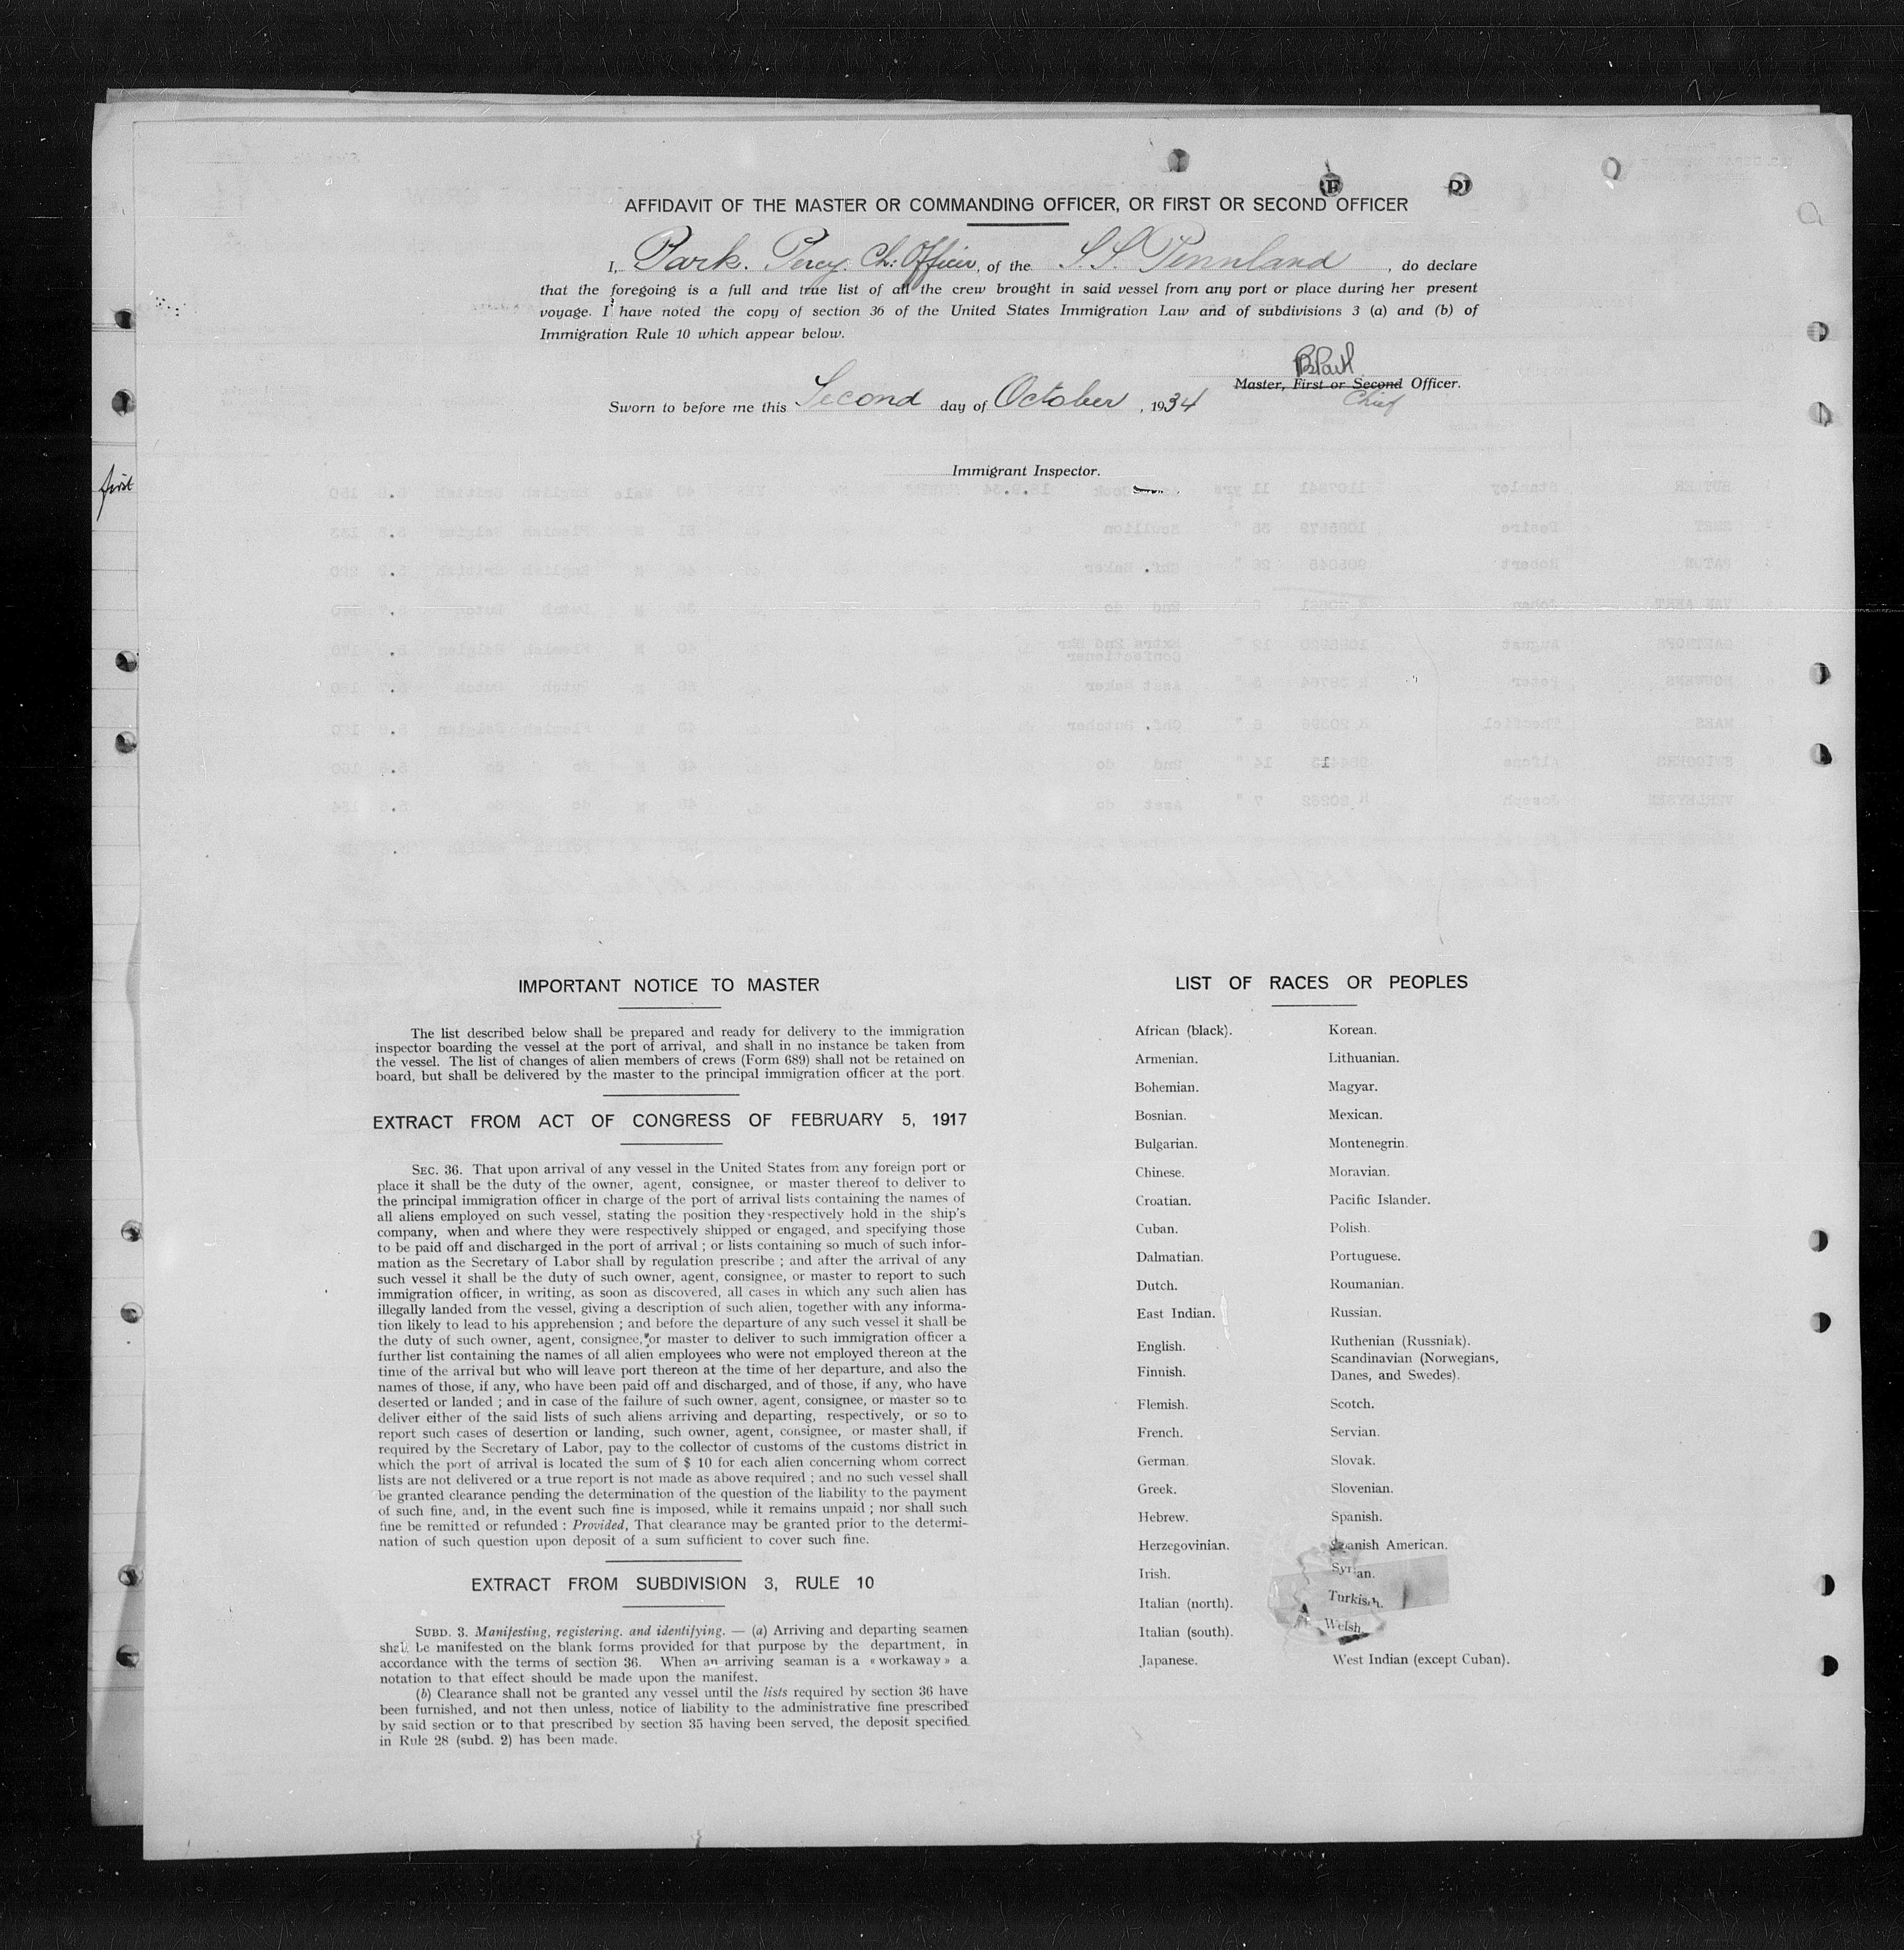 AFFIDAVIT OF THE MASTER OR COMMANDING OFFICER, OR FIRST OR SECOND OFFICER
I, Park. Percy. Ch: Officer, of the S.S. Pennland, do declare
that the foregoing is a full and true list of all the crew brought in said vessel from any port or place during her present
voyage. I have noted the copy of section 36 of the United States Immigration Law and of subdivisions 3 (a) and (b) of
Immigration Rule 10 which appear below.
Master, First or Second Officer.
Chief
Sworn to before me this Second day of October, 1934
Immigrant Inspector.
first
IMPORTANT NOTICE TO MASTER
The list described below shall be prepared and ready for delivery to the immigration
inspector boarding the vessel at the port of arrival, and shall in no instance be taken from
the vessel. The list of changes of alien members of crews (Form 689) shall not be retained on
board, but shall be delivered by the master to the principal immigration officer at the port.
EXTRACT FROM ACT OF CONGRESS OF FEBRUARY 5, 1917
SEC. 36. That upon arrival of any vessel in the United States from any foreign port or
place it shall be the duty of the owner, agent, consignee, or master thereof to deliver to
the principal immigration officer in charge of the port of arrival lists containing the names of
all aliens employed on such vessel, stating the position they respectively hold in the ship's
company, when and where they were respectively shipped or engaged, and specifying those
to be paid off and discharged in the port of arrival ; or lists containing so much of such infor-
mation as the Secretary of Labor shall by regulation prescribe ; and after the arrival of any
such vessel it shall be the duty of such owner, agent, consignee, or master to report to such
immigration officer, in writing, as soon as discovered, all cases in which any such alien has
illegally landed from the vessel, giving a description of such alien, together with any informa-
tion likely to lead to his apprehension ; and before the departure of any such vessel it shall be
the duty of such owner, agent, consignee, or master to deliver to such immigration officer a
further list containing the names of all alien employees who were not employed thereon at the
time of the arrival but who will leave port thereon at the time of her departure, and also the
names of those, if any, who have been paid off and discharged, and of those, if any, who have
deserted or landed ; and in case of the failure of such owner, agent, consignee, or master so to
deliver either of the said lists of such aliens arriving and departing, respectively, or so to
report such cases of desertion or landing, such owner, agent, consignee, or master shall, if
required by the Secretary of Labor, pay to the collector of customs of the customs district in
which the port of arrival is located the sum of $ 10 for each alien concerning whom correct
lists are not delivered or a true report is not made as above required ; and no such vessel shall
be granted clearance pending the determination of the question of the liability to the payment
of such fine, and, in the event such fine is imposed, while it remains unpaid ; nor shall such
fine be remitted or refunded : Provided, That clearance may be granted prior to the determi-
nation of such question upon deposit of a sum sufficient to cover such fine.
EXTRACT FROM SUBDIVISION 3, RULE 10
SUBD. 3. Manifesting, registering, and identifying. — (a) Arriving and departing seamen
shall be manifested on the blank forms provided for that purpose by the department, in
accordance with the terms of section 36. When an arriving seaman is a « workaway » a
notation to that effect should be made upon the manifest.
(b) Clearance shall not be granted any vessel until the lists required by section 36 have
been furnished, and not then unless, notice of liability to the administrative fine prescribed
by said section or to that prescribed by section 35 having been served, the deposit specified
in Rule 28 (subd. 2) has been made.
LIST OF RACES OR PEOPLES
African (black).
Armenian.
Bohemian.
Bosnian.
Bulgarian.
Chinese.
Croatian.
Cuban.
Dalmatian.
Dutch.
East Indian.
English.
Finnish.
Flemish.
French.
German.
Greek.
Hebrew.
Herzegovinian.
Irish.
Italian (north).
Italian (south).
Japanese.
Korean.
Lithuanian.
Magyar.
Mexican.
Montenegrin.
Moravian.
Pacific Islander.
Polish.
Portuguese.
Roumanian.
Russian.
Ruthenian (Russniak).
Scandinavian (Norwegians,
Danes, and Swedes).
Scotch.
Servian.
Slovak.
Slovenian.
Spanish.
Spanish American.
Syrian.
Turkish.
Welsh
West Indian (except Cuban).